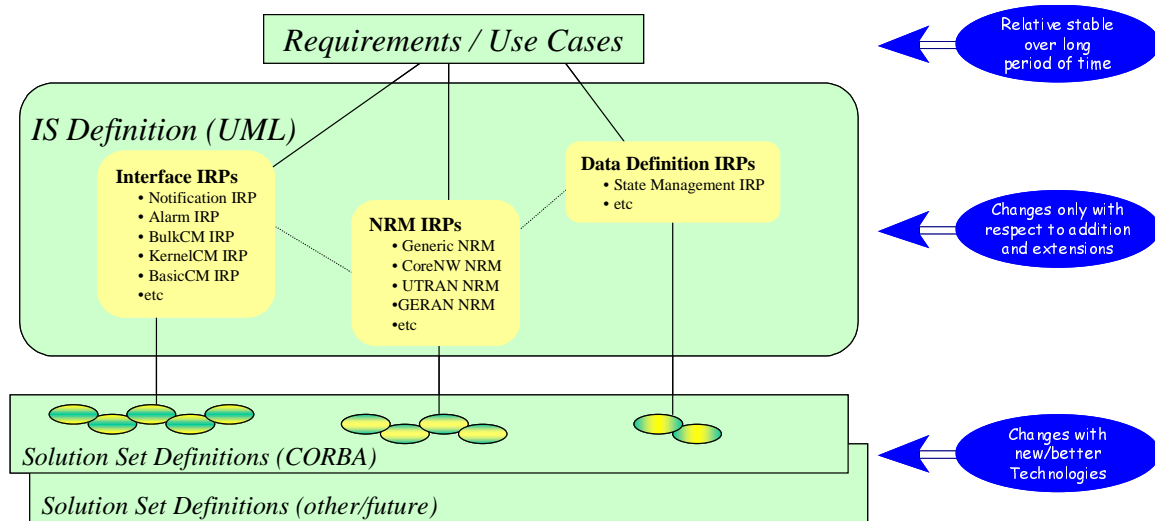 Requirements / Use Cases
Relative stable
over long
period of time
IS Definition (UML)
Interface IRPs
• Notification IRP
• Alarm IRP
• BulkCM IRP
• KernelCM IRP
• BasicCM IRP
•etc
NRM IRPs
• Generic NRM
• CoreNW NRM
• UTRAN NRM
•GERAN NRM
•etc
Data Definition IRPs
• State Management IRP
• etc
Changes only with
respect to addition
and extensions
Solution Set Definitions (CORBA)
Solution Set Definitions (other/future)
Changes with
new/better
Technologies